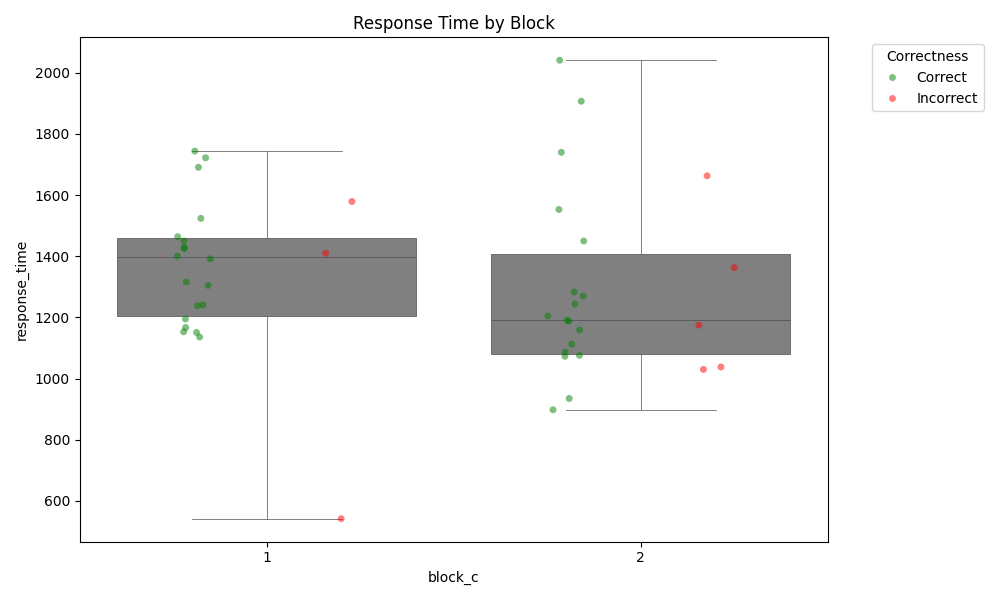 Response Time by Block
Correctness
Correct
Incorrect
response_time
2000
1800
1600
1400
1200
1000
800
600
1
2
block_c